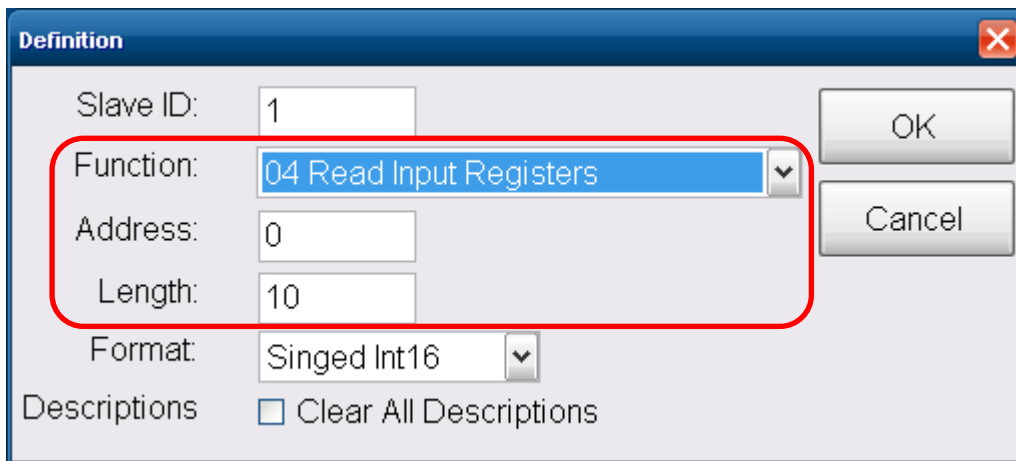 Definition
Slave ID: 1
OK
Function: 04 Read Input Registers
Address: 0
Cancel
Length: 10
Format: Singed Int16
Descriptions Clear All Descriptions